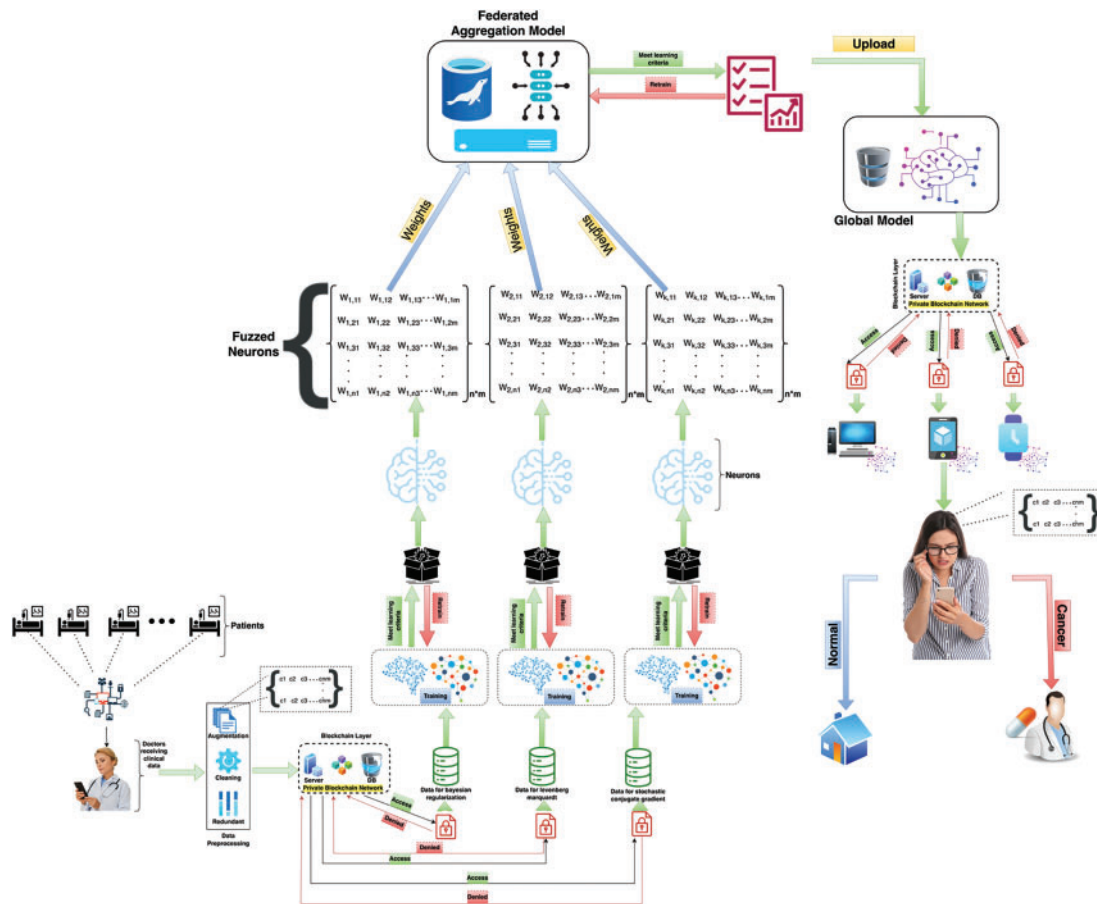 Federated
Aggregation Model
Meet learning
criteria
Retrain
Upload
Global Model
Weights
Weights
Weights
Blockchain Layer
Server
DB
Private Blockchain Network
Access
Denied
Access
Denied
Access
Denied
Fuzzed
Neurons
W1,11 W1,12 W1,13...W1,1m
W1,21 W1,22 W1,23...W1,2m
W1,31 W1,32 W1,33...W1,3m
W1,n1 W1,n2 W1,n3...W1,nm
n*m
W2,11 W2,12 W2,13...W2,1m
W2,21 W2,22 W2,23...W2,2m
W2,31 W2,32 W2,33...W2,3m
W2,n1 W2,n2 W2,n3...W2,nm
n*m
Wk,11 Wk,12 Wk,13...Wk,1m
Wk,21 Wk,22 Wk,23...Wk,2m
Wk,31 Wk,32 Wk,33...Wk,3m
Wk,n1 Wk,n2 Wk,n3...Wk,nm
n*m
Neurons
c1 c2 c3 ...cnm
c1 c2 c3 ...cnm
Normal
Cancer
Meet learning
criteria
Retrain
Meet learning
criteria
Retrain
Meet learning
criteria
Retrain
Training
Training
Training
Patients
c1 c2 c3 ...cnm
c1 c2 c3 ...cnm
Doctors
receiving
clinical
data
Augmentation
Cleaning
Redundant
Data
Preprocessing
Blockchain Layer
Server
DB
Private Blockchain Network
Data for bayesian
regularization
Data for levenberg
marquardt
Data for stochastic
conjugate gradient
Access
Denied
Denied
Access
Access
Denied